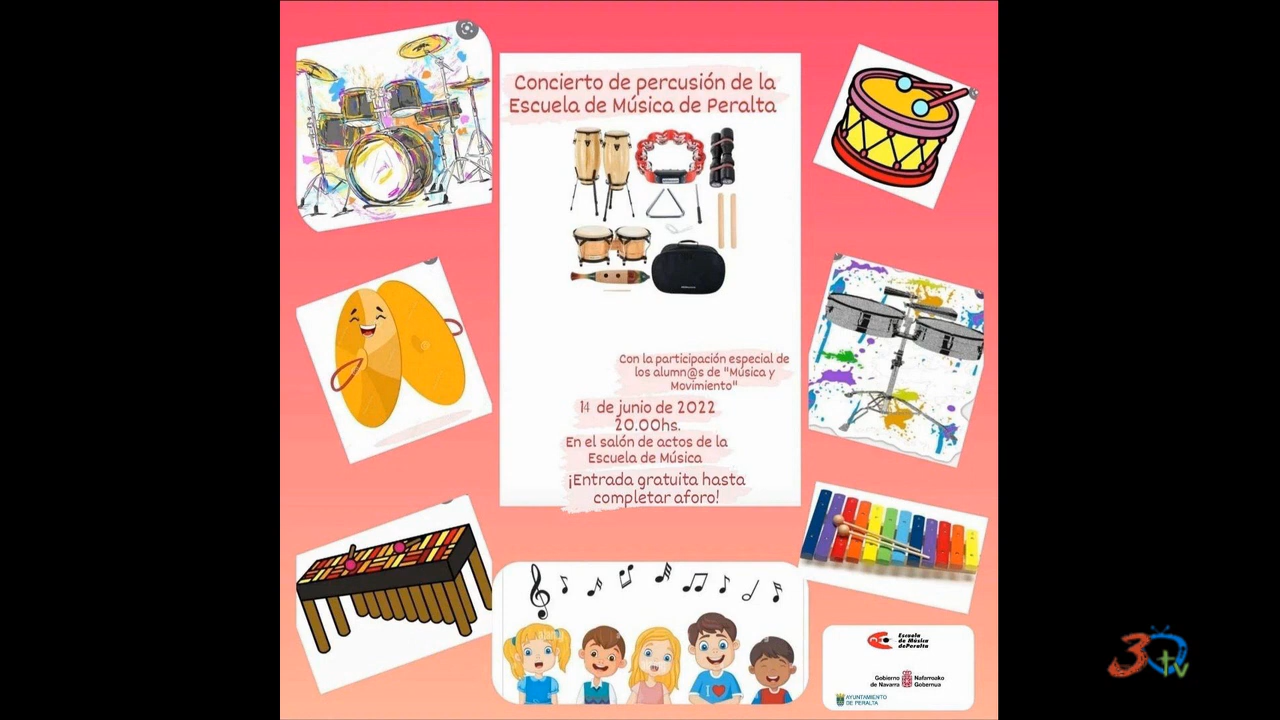 Concierto de percusión de la
Escuela de Música de Peralta
Con la participación especial de
los alumn@s de "Música y
Movimiento"
14 de junio de 2022
20.00hs.
En el salón de actos de la
Escuela de Música
¡Entrada gratuita hasta
completar aforo!
I
Escuela
de Música
dePeralta
Gobierno
de Navarra
Nafarroako
Gobernua
AYUNTAMIENTO
DE PERALTA
3
tv